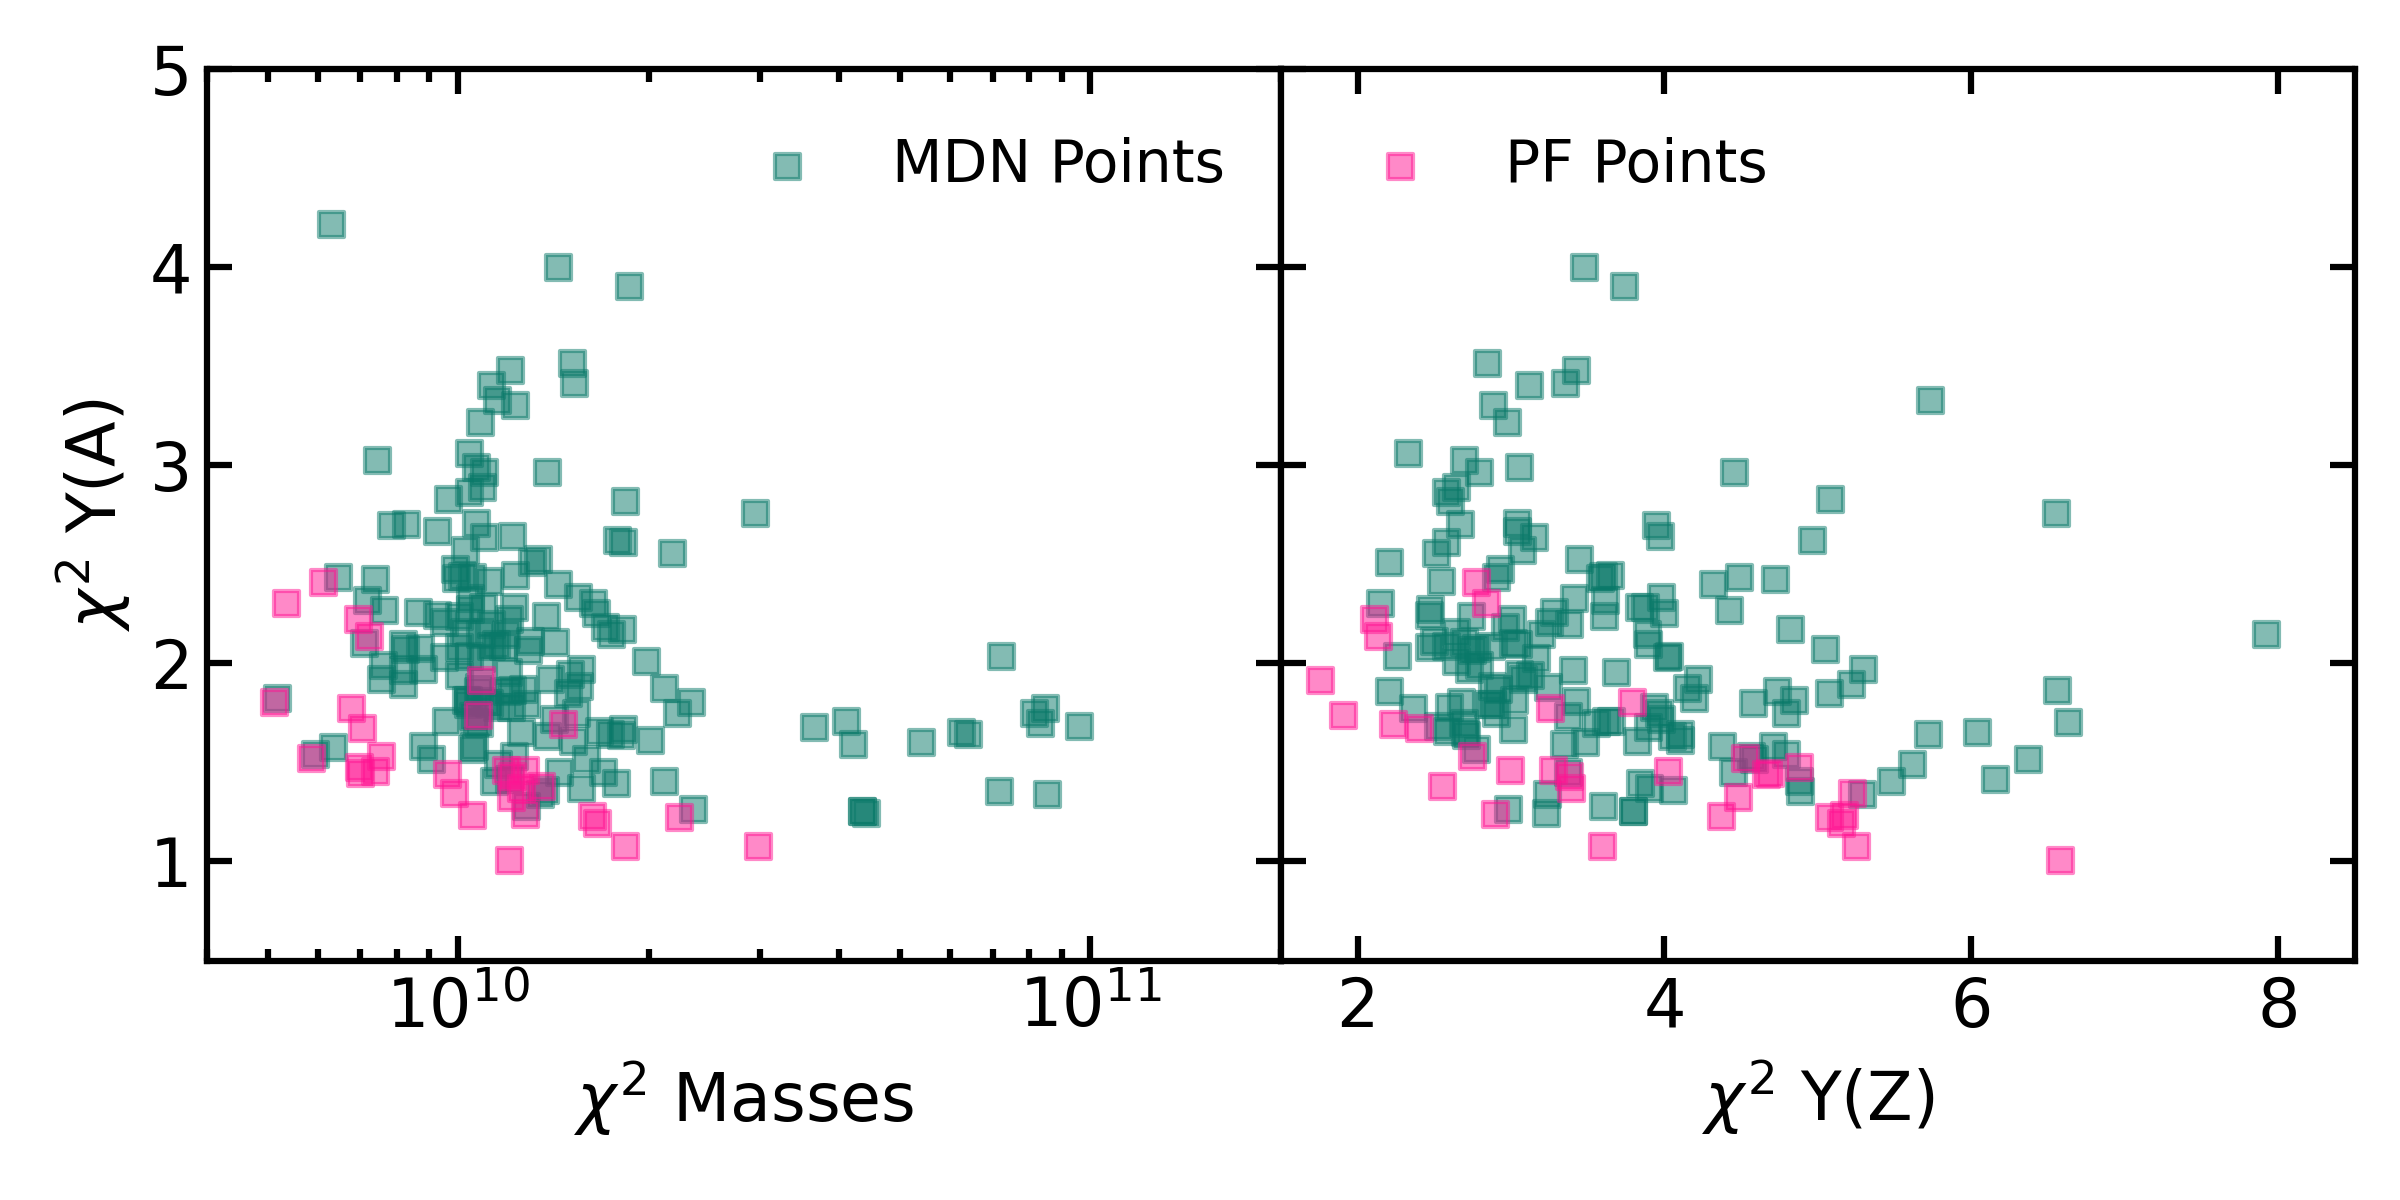 5
4
3
2
1
χ² Y(A)
MDN Points
PF Points
10¹⁰
10¹¹
2
4
6
8
χ² Masses
χ² Y(Z)